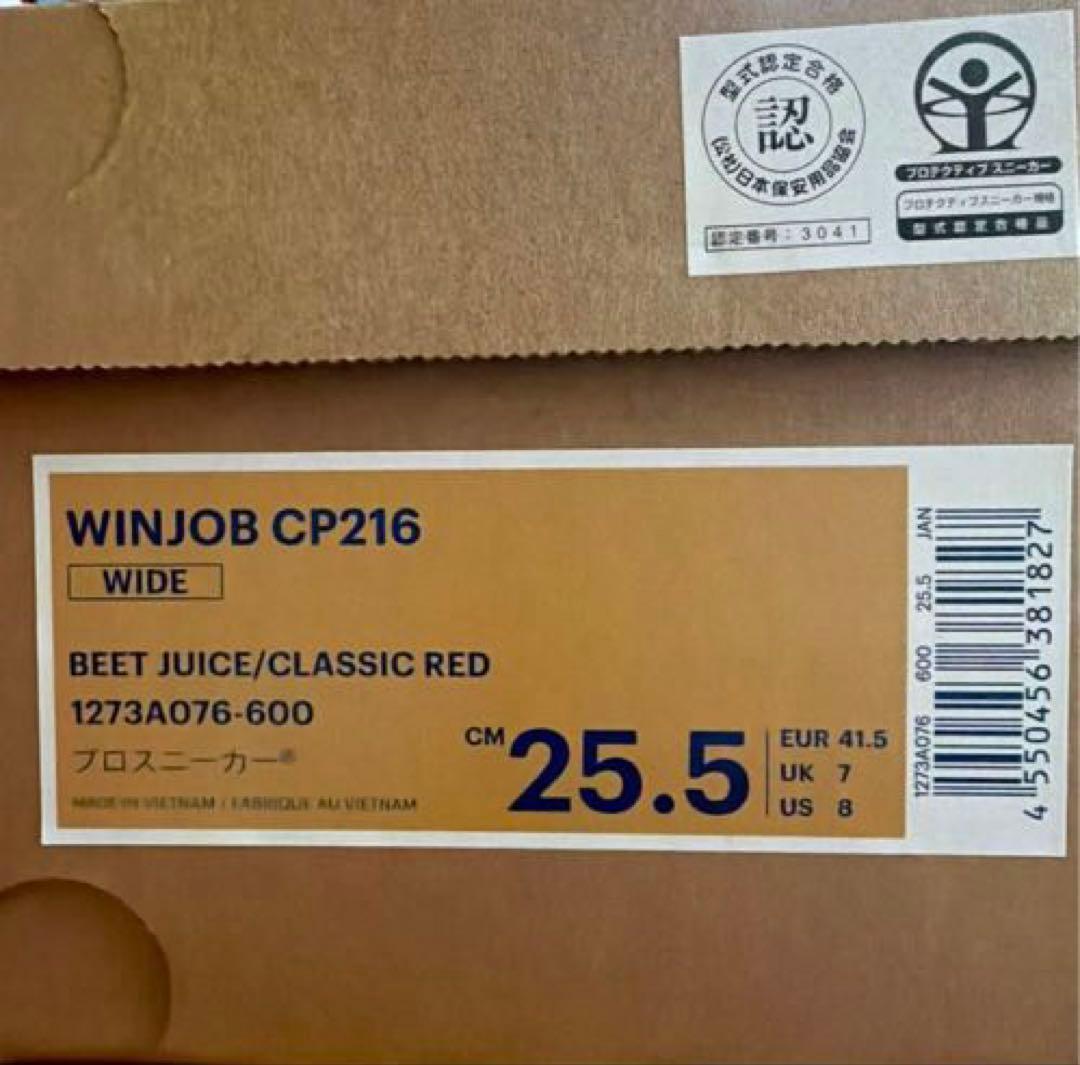 型式認定合格
認
(公社)日本保安用品協会
認定番号：3041
プロテクティブスニーカー
プロテクティブスニーカー規格
型式認定合格品
WINJOB CP216
WIDE
BEET JUICE/CLASSIC RED
1273A076-600
プロスニーカー®
MADE IN VIETNAM / FABRIQUE AU VIETNAM
CM 25.5
EUR 41.5
UK 7
US 8
1273A076 600 25.5 JAN
4 550456 381827